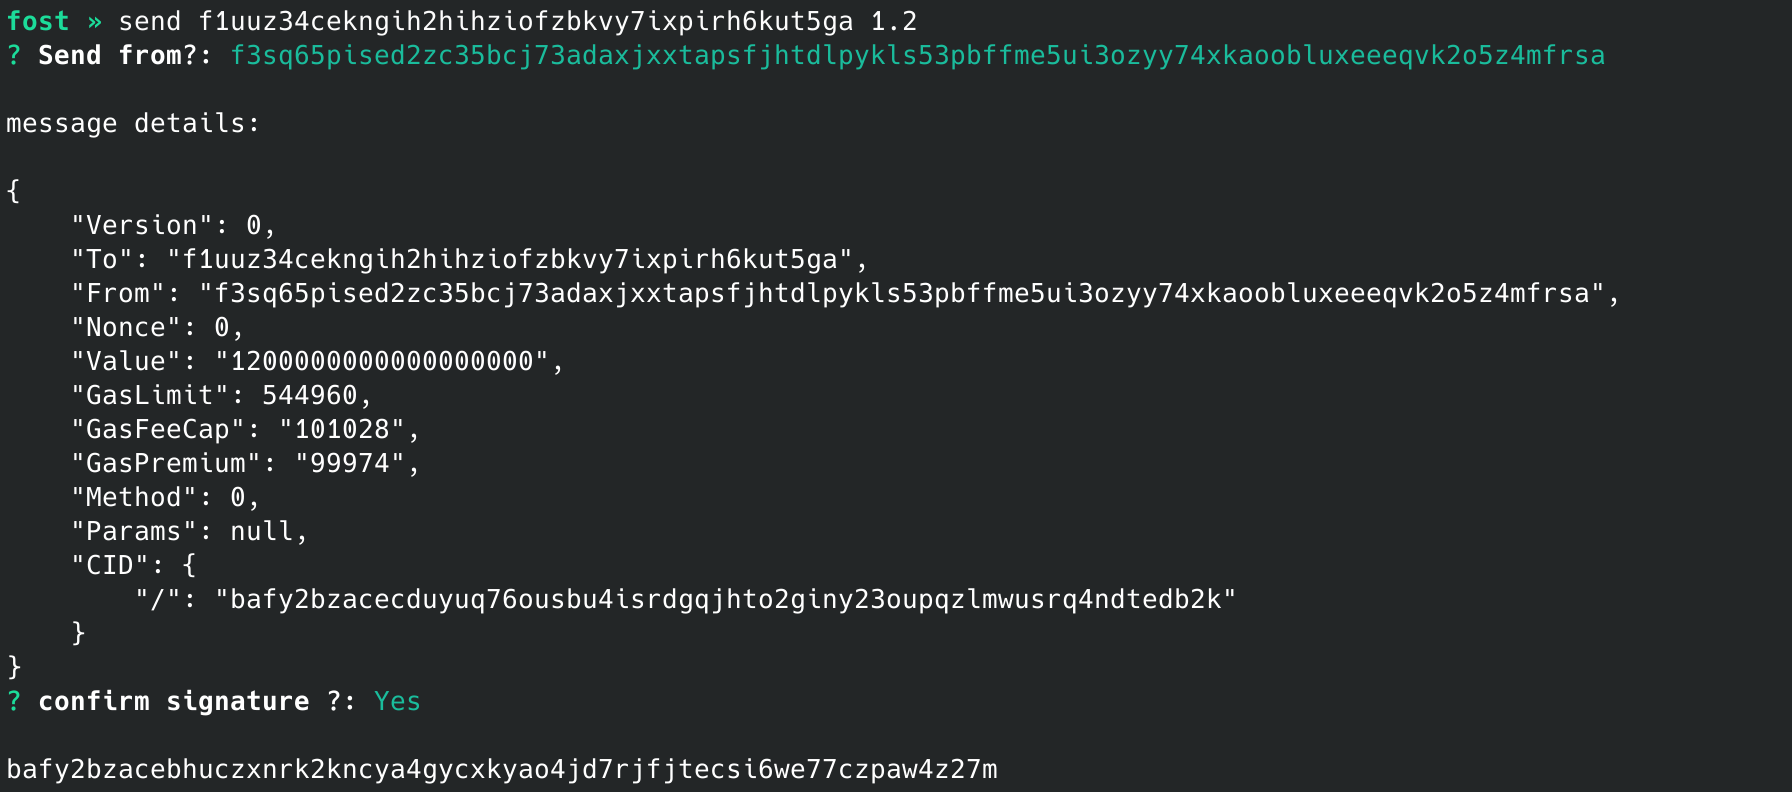 fost » send f1uuz34cekngih2hihziofzbkvy7ixpirh6kut5ga 1.2
? Send from?: f3sq65pised2zc35bcj73adaxjxxtapsfjhtdlpykls53pbffme5ui3ozyy74xkaoobluxeeeqvk2o5z4mfrsa
message details:
{
    "Version": 0,
    "To": "f1uuz34cekngih2hihziofzbkvy7ixpirh6kut5ga",
    "From": "f3sq65pised2zc35bcj73adaxjxxtapsfjhtdlpykls53pbffme5ui3ozyy74xkaoobluxeeeqvk2o5z4mfrsa",
    "Nonce": 0,
    "Value": "1200000000000000000",
    "GasLimit": 544960,
    "GasFeeCap": "101028",
    "GasPremium": "99974",
    "Method": 0,
    "Params": null,
    "CID": {
        "/": "bafy2bzacecduyuq76ousbu4isrdgqjhto2giny23oupqzlmwusrq4ndtedb2k"
    }
}
? confirm signature ?: Yes
bafy2bzacebhuczxnrk2kncya4gycxkyao4jd7rjfjtecsi6we77czpaw4z27m